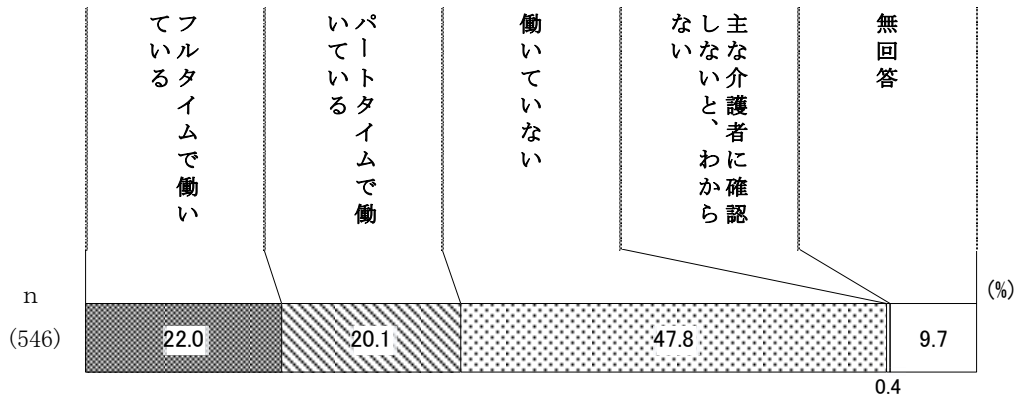 フルタイムで働い
ている
パートタイムで働
いている
働いていない
主な介護者に確認
しないと、わから
ない
無回答
(%)
n
(546)
22.0
20.1
47.8
0.4
9.7